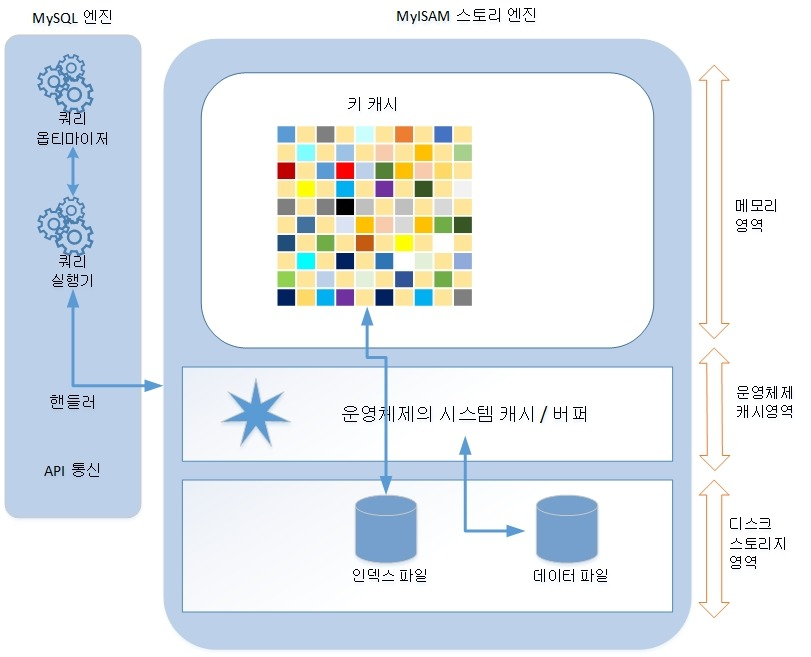 MySQL 엔진
MyISAM 스토리 엔진
쿼리
옵티마이저
쿼리
실행기
핸들러
API 통신
키 캐시
운영체제의 시스템 캐시 / 버퍼
인덱스 파일
데이터 파일
메모리
영역
운영체제
캐시영역
디스크
스토리지
영역